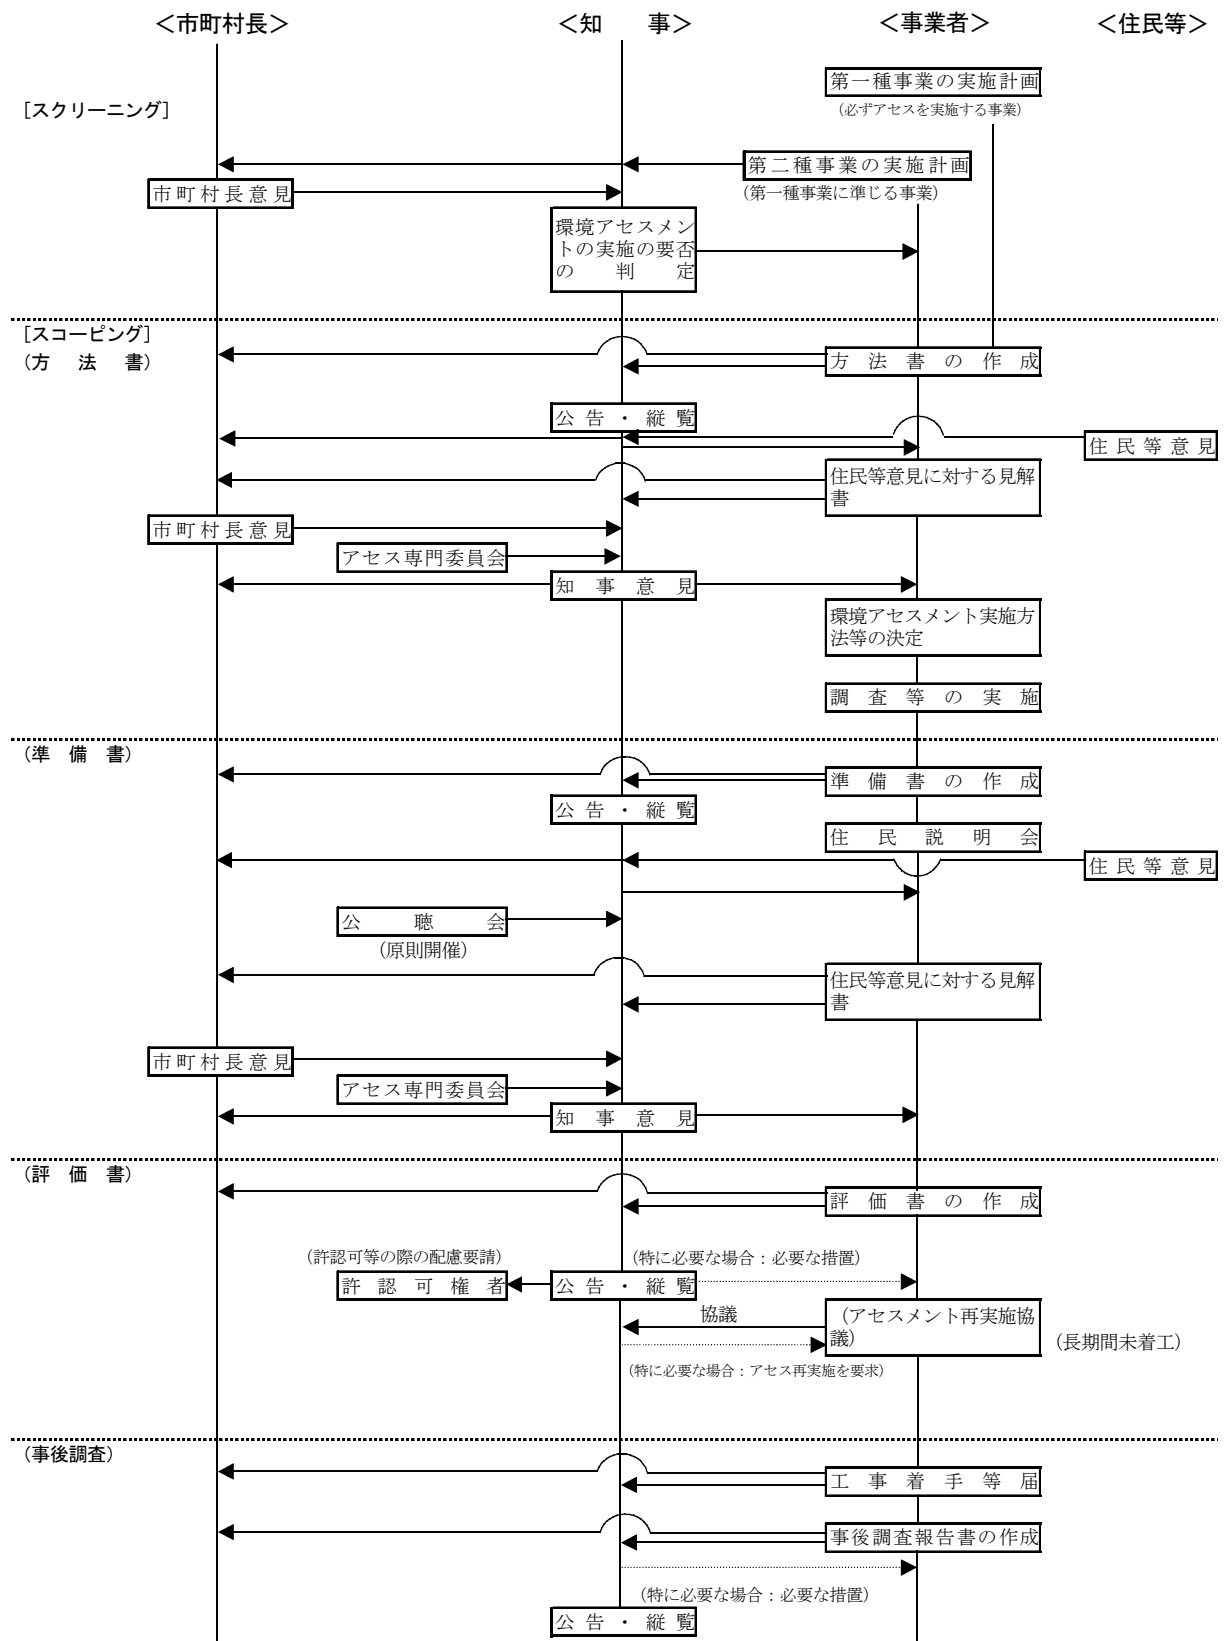 ＜市町村長＞
＜知　　事＞
＜事業者＞
＜住民等＞
第一種事業の実施計画
(必ずアセスを実施する事業)
[スクリーニング]
第二種事業の実施計画
(第一種事業に準じる事業)
市町村長意見
環境アセスメン
トの実施の要否
の　判　定
[スコーピング]
(方　法　書)
方法書の作成
公告・縦覧
住民等意見
住民等意見に対する見解
書
市町村長意見
アセス専門委員会
知事意見
環境アセスメント実施方
法等の決定
調査等の実施
(準　備　書)
準備書の作成
公告・縦覧
住民説明会
住民等意見
公聴会
(原則開催)
住民等意見に対する見解
書
市町村長意見
アセス専門委員会
知事意見
(評　価　書)
評価書の作成
(許認可等の際の配慮要請)
(特に必要な場合：必要な措置)
許認可権者
公告・縦覧
協議
(アセスメント再実施協
議)
(長期間未着工)
(特に必要な場合：アセス再実施を要求)
(事後調査)
工事着手等届
事後調査報告書の作成
(特に必要な場合：必要な措置)
公告・縦覧